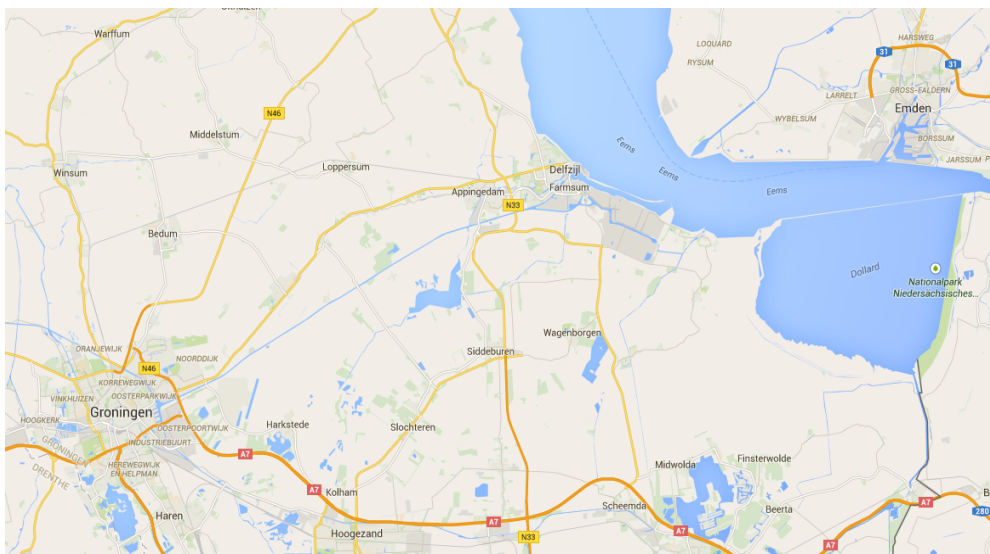 Warffum
LOQUARD
RYSUM
HARSWEG
31
31
LARRELT
GROSS-FALDERN
Emden
N46
WYBELSUM
Middelstum
BORSSUM
JARSSUM
Eems
Loppersum
Winsum
Delfzijl
Eems
Farmsum
Appingedam
Eems
N33
Bedum
Dollard
Nationalpark
Niedersächsisches...
Wagenborgen
ORANJEWIJK
Siddeburen
NOORDDIJK
N46
KORREWEGWIJK
OOSTERPARKWIJK
VINKHUIZEN
Groningen
HOOGKERK
Harkstede
OOSTERPOORTWIJK
Slochteren
INDUSTRIEBUURT
GRONINGEN
DRENTHE
A7
HEREWEGWIJK
EN HELPMAN
Finsterwolde
Midwolda
A7
Kolham
Scheemda
A7
Beerta
280
Haren
A7
Hoogezand
N33
A7
A7